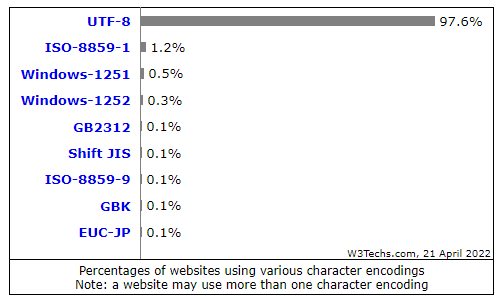 UTF-8 97.6%
ISO-8859-1 1.2%
Windows-1251 0.5%
Windows-1252 0.3%
GB2312 0.1%
Shift JIS 0.1%
ISO-8859-9 0.1%
GBK 0.1%
EUC-JP 0.1%
W3Techs.com, 21 April 2022
Percentages of websites using various character encodings
Note: a website may use more than one character encoding